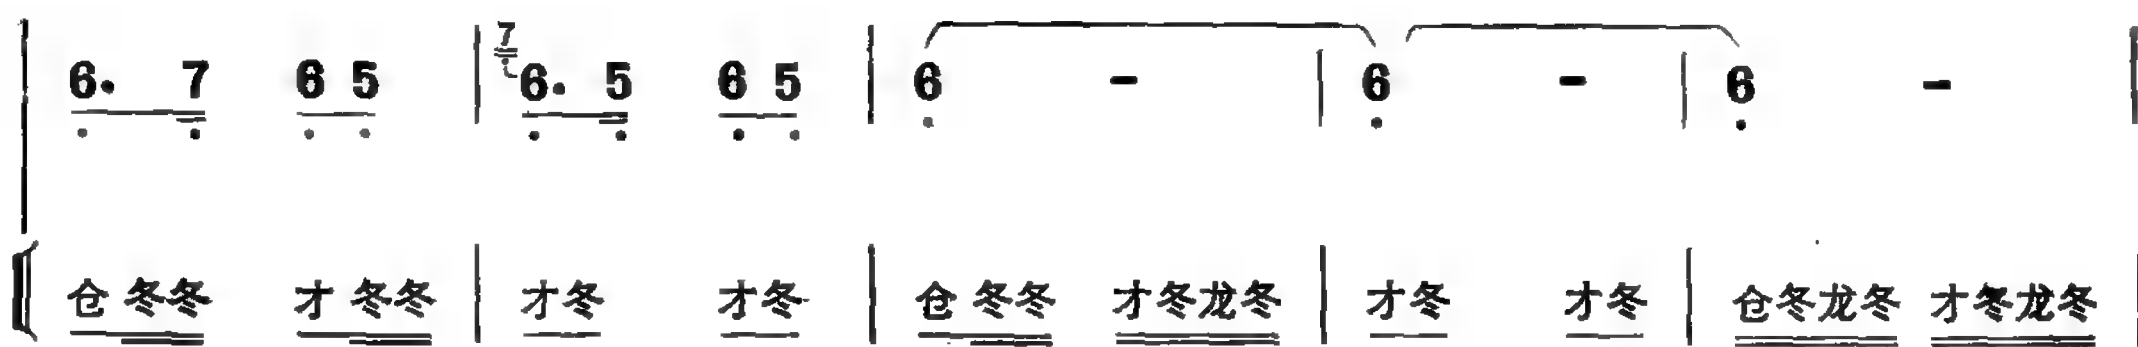 6. 7 6 5 | 7 6. 5 6 5 | 6 - | 6 - | 6 - |
仓 冬冬 才 冬冬 | 才冬 才冬 | 仓 冬冬 才冬龙冬 | 才冬 才冬 | 仓冬龙冬 才冬龙冬